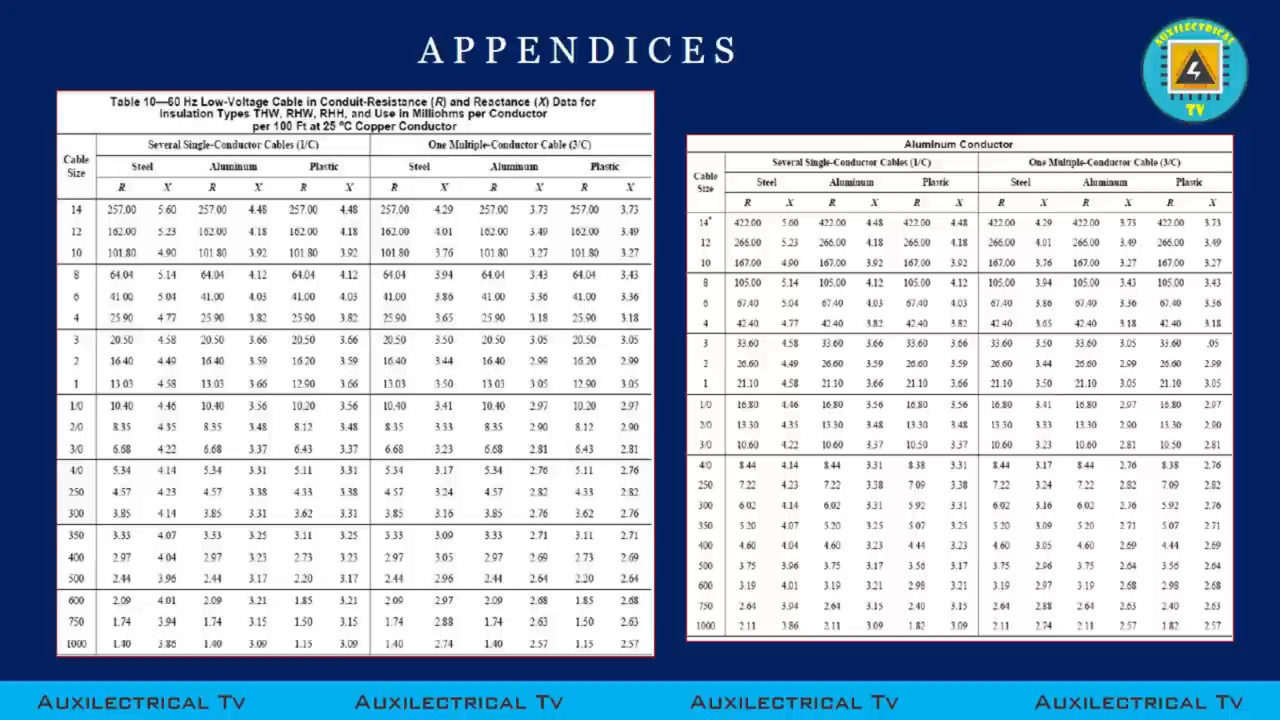 APPENDICES
AUXILECTRICAL
TV
Table 10—60 Hz Low-Voltage Cable in Conduit-Resistance (R) and Reactance (X) Data for
Insulation Types THW, RHW, RHH, and Use in Milliohms per Conductor
per 100 Ft at 25 ºC Copper Conductor
Cable Size Several Single-Conductor Cables (1/C) One Multiple-Conductor Cable (3/C)
Steel Aluminum Plastic Steel Aluminum Plastic
R X R X R X R X R X R X
14 257.00 5.60 257.00 4.48 257.00 4.48 257.00 4.29 257.00 3.73 257.00 3.73
12 162.00 5.23 162.00 4.18 162.00 4.18 162.00 4.01 162.00 3.49 162.00 3.49
10 101.80 4.90 101.80 3.92 101.80 3.92 101.80 3.76 101.80 3.27 101.80 3.27
8 64.04 5.14 64.04 4.12 64.04 4.12 64.04 3.94 64.04 3.43 64.04 3.43
6 41.00 5.04 41.00 4.03 41.00 4.03 41.00 3.86 41.00 3.36 41.00 3.36
4 25.90 4.77 25.90 3.82 25.90 3.82 25.90 3.65 25.90 3.18 25.90 3.18
3 20.50 4.58 20.50 3.66 20.50 3.66 20.50 3.50 20.50 3.05 20.50 3.05
2 16.40 4.49 16.40 3.59 16.20 3.59 16.40 3.44 16.40 2.99 16.20 2.99
1 13.03 4.58 13.03 3.66 12.90 3.66 13.03 3.50 13.03 3.05 12.90 3.05
1/0 10.40 4.46 10.40 3.56 10.20 3.56 10.40 3.41 10.40 2.97 10.20 2.97
2/0 8.35 4.35 8.35 3.48 8.12 3.48 8.35 3.33 8.35 2.90 8.12 2.90
3/0 6.68 4.22 6.68 3.37 6.43 3.37 6.68 3.23 6.68 2.81 6.43 2.81
4/0 5.34 4.14 5.34 3.31 5.11 3.31 5.34 3.17 5.34 2.76 5.11 2.76
250 4.57 4.23 4.57 3.38 4.33 3.38 4.57 3.24 4.57 2.82 4.33 2.82
300 3.85 4.14 3.85 3.31 3.62 3.31 3.85 3.16 3.85 2.76 3.62 2.76
350 3.33 4.07 3.33 3.25 3.11 3.25 3.33 3.09 3.33 2.71 3.11 2.71
400 2.97 4.04 2.97 3.23 2.73 3.23 2.97 3.05 2.97 2.69 2.73 2.69
500 2.44 3.96 2.44 3.17 2.20 3.17 2.44 2.96 2.44 2.64 2.20 2.64
600 2.09 4.01 2.09 3.21 1.85 3.21 2.09 2.97 2.09 2.68 1.85 2.68
750 1.74 3.94 1.74 3.15 1.50 3.15 1.74 2.88 1.74 2.63 1.50 2.63
1000 1.40 3.86 1.40 3.09 1.15 3.09 1.40 2.74 1.40 2.57 1.15 2.57
Aluminum Conductor
Cable Size Several Single-Conductor Cables (1/C) One Multiple-Conductor Cable (3/C)
Steel Aluminum Plastic Steel Aluminum Plastic
R X R X R X R X R X R X
14* 422.00 5.60 422.00 4.48 422.00 4.48 422.00 4.29 422.00 3.73 422.00 3.73
12 266.00 5.23 266.00 4.18 266.00 4.18 266.00 4.01 266.00 3.49 266.00 3.49
10 167.00 4.90 167.00 3.92 167.00 3.92 167.00 3.76 167.00 3.27 167.00 3.27
8 105.00 5.14 105.00 4.12 105.00 4.12 105.00 3.94 105.00 3.43 105.00 3.43
6 67.40 5.04 67.40 4.03 67.40 4.03 67.40 3.86 67.40 3.36 67.40 3.36
4 42.40 4.77 42.40 3.82 42.40 3.82 42.40 3.65 42.40 3.18 42.40 3.18
3 33.60 4.58 33.60 3.66 33.60 3.66 33.60 3.50 33.60 3.05 33.60 .05
2 26.60 4.49 26.60 3.59 26.60 3.59 26.60 3.44 26.60 2.99 26.60 2.99
1 21.10 4.58 21.10 3.66 21.10 3.66 21.10 3.50 21.10 3.05 21.10 3.05
1/0 16.80 4.46 16.80 3.56 16.80 3.56 16.80 3.41 16.80 2.97 16.80 2.97
2/0 13.30 4.35 13.30 3.48 13.30 3.48 13.30 3.33 13.30 2.90 13.30 2.90
3/0 10.60 4.22 10.60 3.37 10.50 3.37 10.60 3.23 10.60 2.81 10.50 2.81
4/0 8.44 4.14 8.44 3.31 8.38 3.31 8.44 3.17 8.44 2.76 8.38 2.76
250 7.22 4.23 7.22 3.38 7.09 3.38 7.22 3.24 7.22 2.82 7.09 2.82
300 6.02 4.14 6.02 3.31 5.92 3.31 6.02 3.16 6.02 2.76 5.92 2.76
350 5.20 4.07 5.20 3.25 5.07 3.25 5.20 3.09 5.20 2.71 5.07 2.71
400 4.60 4.04 4.60 3.23 4.44 3.23 4.60 3.05 4.60 2.69 4.44 2.69
500 3.75 3.96 3.75 3.17 3.56 3.17 3.75 2.96 3.75 2.64 3.56 2.64
600 3.19 4.01 3.19 3.21 2.98 3.21 3.19 2.97 3.19 2.68 2.98 2.68
750 2.64 3.94 2.64 3.15 2.40 3.15 2.64 2.88 2.64 2.63 2.40 2.63
1000 2.11 3.86 2.11 3.09 1.82 3.09 2.11 2.74 2.11 2.57 1.82 2.57
Auxilectrical Tv Auxilectrical Tv Auxilectrical Tv Auxilectrical Tv